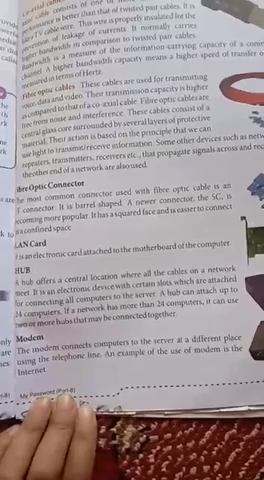 co-axial cable
cable consists of one
is better than that of twisted pair cables. It is
TV cable wire. This wire is properly insulated for the
prevention of leakage of currents. It normally carries
higher bandwidth in comparison to twisted pair cables
Bandwidth is a measure of the information-carrying capacity of a
channel. A higher bandwidth capacity means a higher speed of transfer
measured in terms of Hertz.
Fibre optic cables These cables are used for transmitting
voice, data and video. Their transmission capacity is higher
as compared to that of a co-axial cable. Fibre optic cables are
free from noise and interference. These cables consist of a
central glass core surrounded by several layers of protective
material. Their action is based on the principle that we can
use light to transmit/receive information. Some other devices such as
repeaters, transmitters, receivers etc., that propagate signals across and
the other end of a network are also used.
Fibre Optic Connector
The most common connector used with fibre optic cable is an
ST connector. It is barrel shaped. A newer connector, the SC, is
becoming more popular. It has a squared face and is easier to connect
in a confined space
LAN Card
It is an electronic card attached to the motherboard of the computer
HUB
A hub offers a central location where all the cables on a network
meet. It is an electronic device with certain slots which are attached
for connecting all computers to the server. A hub can attach up to
24 computers. If a network has more than 24 computers, it can use
two or more hubs that may be connected together.
Modem
The modem connects computers to the server at a different place
using the telephone line. An example of the use of modem is the
Internet
My Password (Part-8)